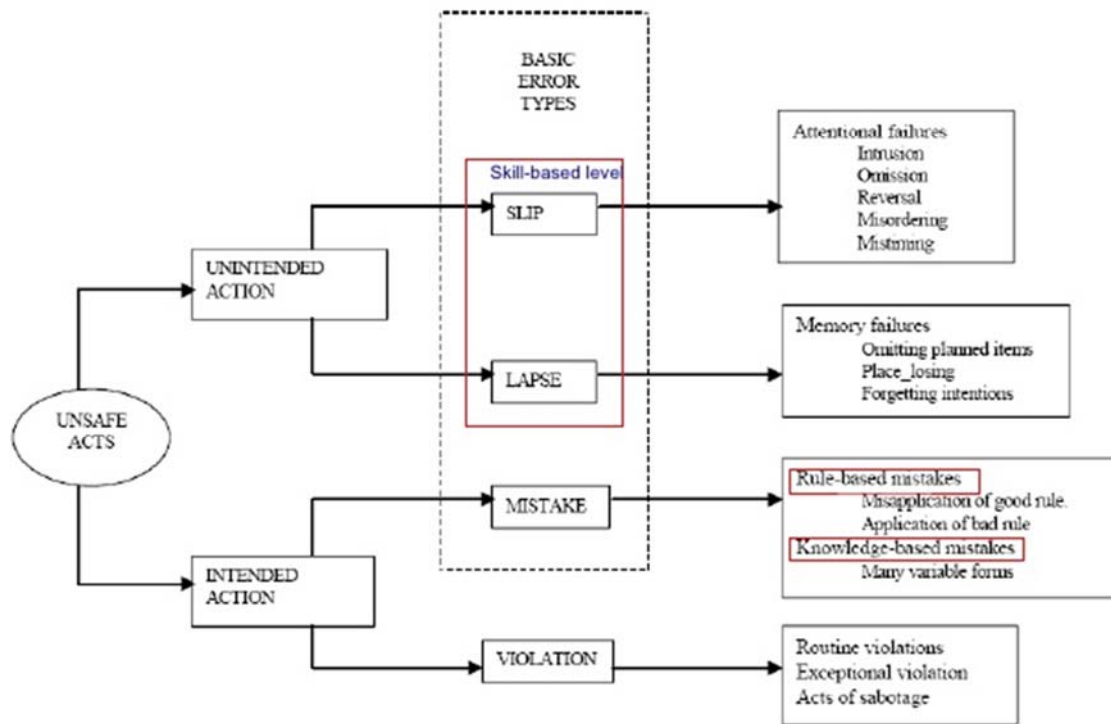 BASIC
ERROR
TYPES
Skill-based level
SLIP
Attentional failures
Intrusion
Omission
Reversal
Misordering
Mistiming
UNINTENDED
ACTION
LAPSE
Memory failures
Omitting planned items
Place_losing
Forgetting intentions
UNSAFE
ACTS
MISTAKE
Rule-based mistakes
Misapplication of good rule.
Application of bad rule
Knowledge-based mistakes
Many variable forms
INTENDED
ACTION
VIOLATION
Routine violations
Exceptional violation
Acts of sabotage